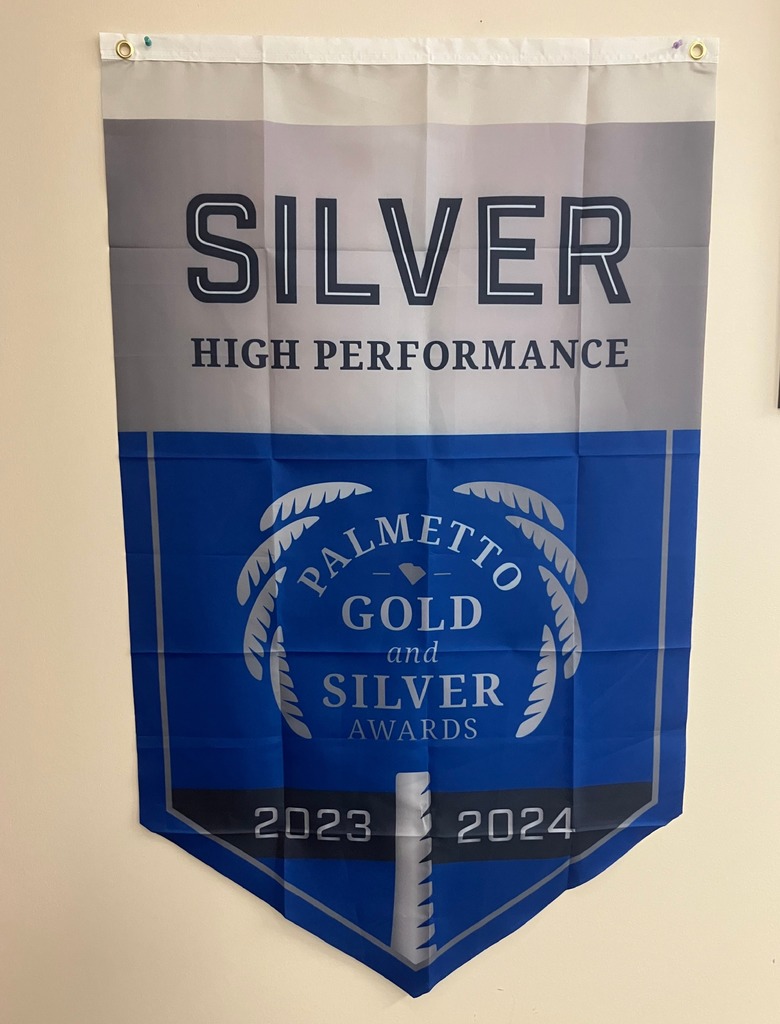 SILVER
HIGH PERFORMANCE
PALMETTO
GOLD
and
SILVER
AWARDS
2023 2024